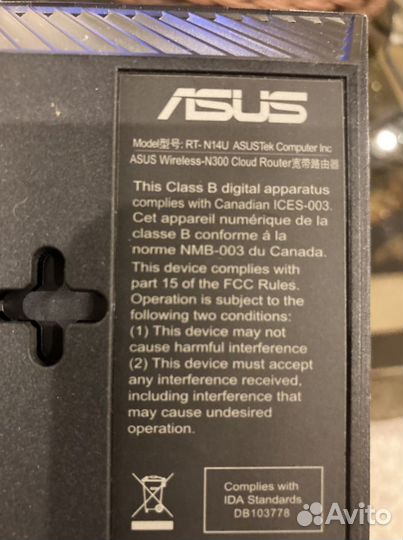 ASUS
Model型号: RT- N14U ASUSTek Computer Inc
ASUS Wireless-N300 Cloud Router宽带路由器
This Class B digital apparatus
complies with Canadian ICES-003.
Cet appareil numérique de la
classe B conforme á la
norme NMB-003 du Canada.
This device complies with
part 15 of the FCC Rules.
Operation is subject to the
following two conditions:
(1) This device may not
cause harmful interference
(2) This device must accept
any interference received,
including interference that
may cause undesired
operation.
Complies with
IDA Standards
DB103778
Avito